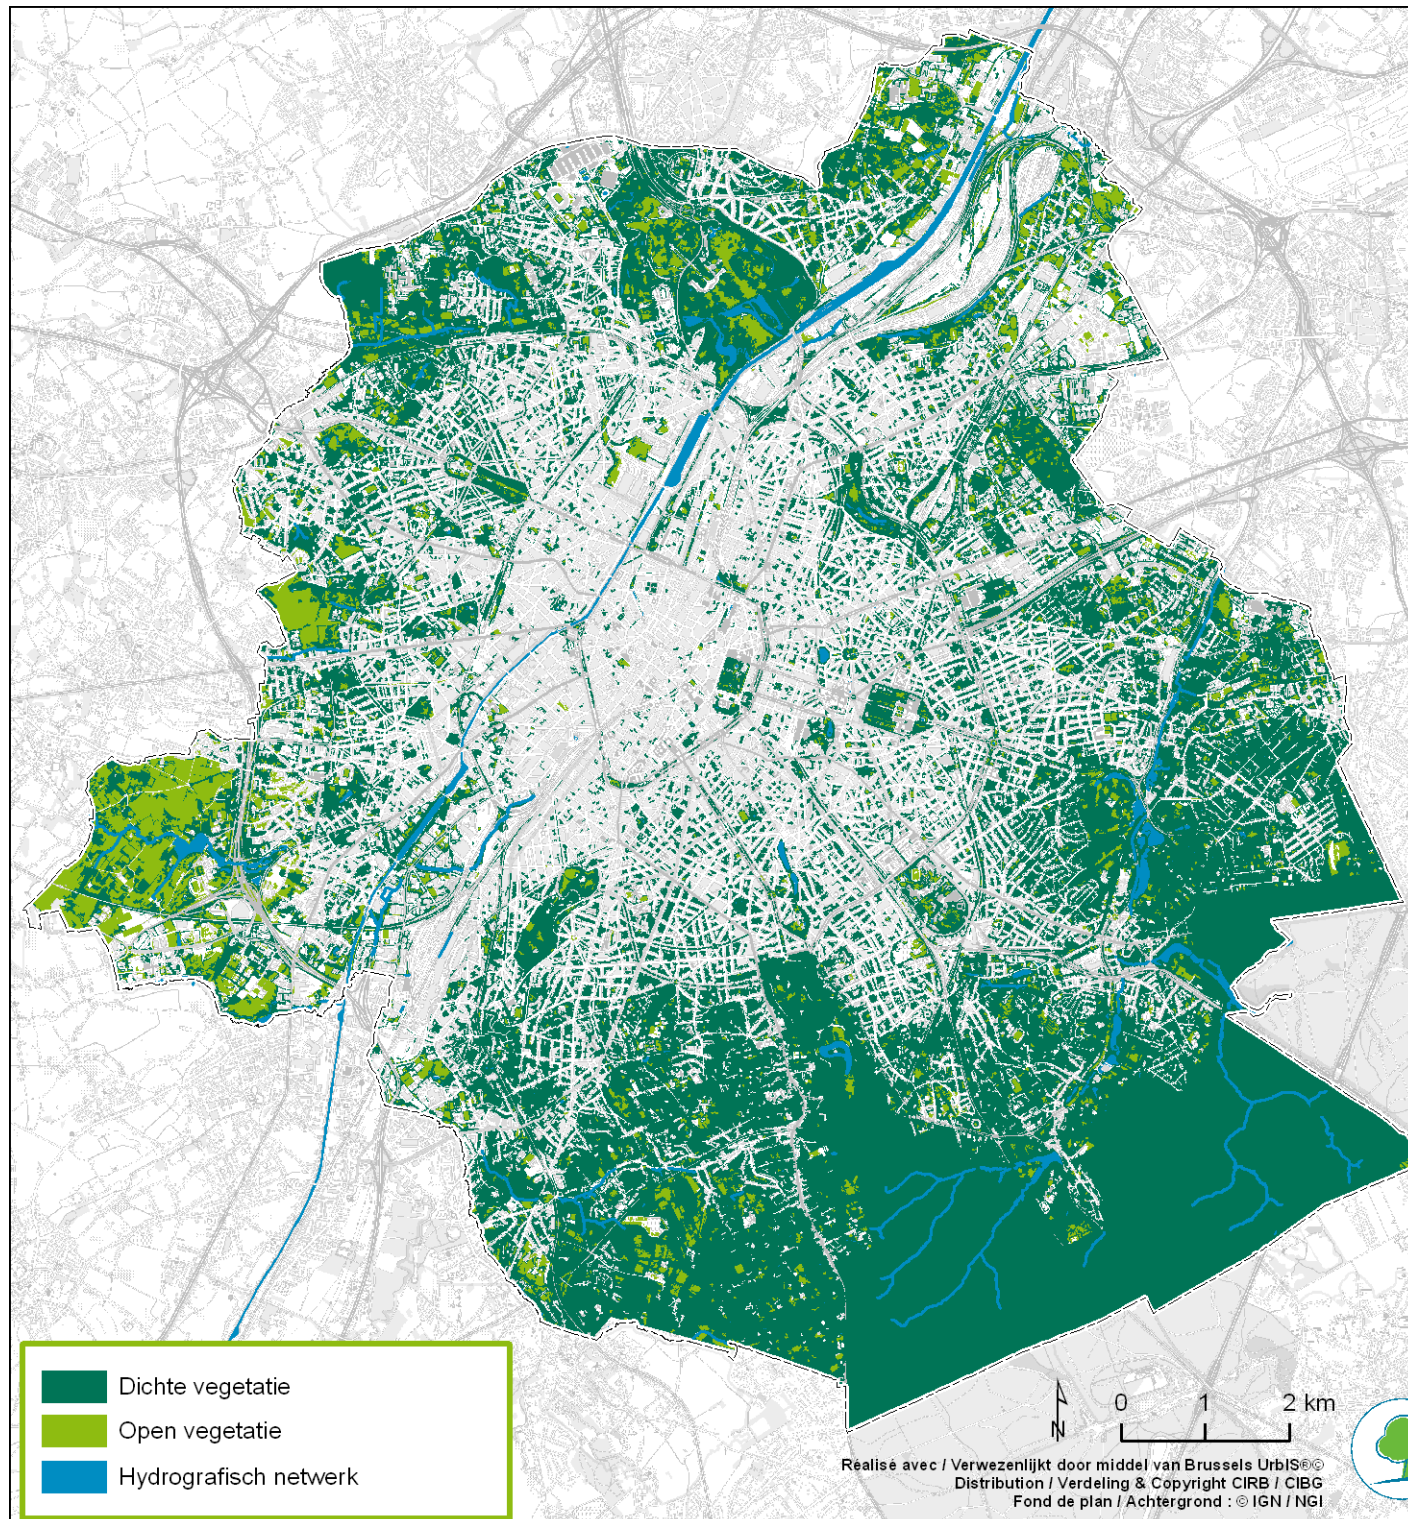 Dichte vegetatie
Open vegetatie
Hydrografisch netwerk
N
0 1 2 km
Réalisé avec / Verwezenlijkt door middel van Brussels UrbIS®©
Distribution / Verdeling & Copyright CIRB / CIBG
Fond de plan / Achtergrond : © IGN / NGI